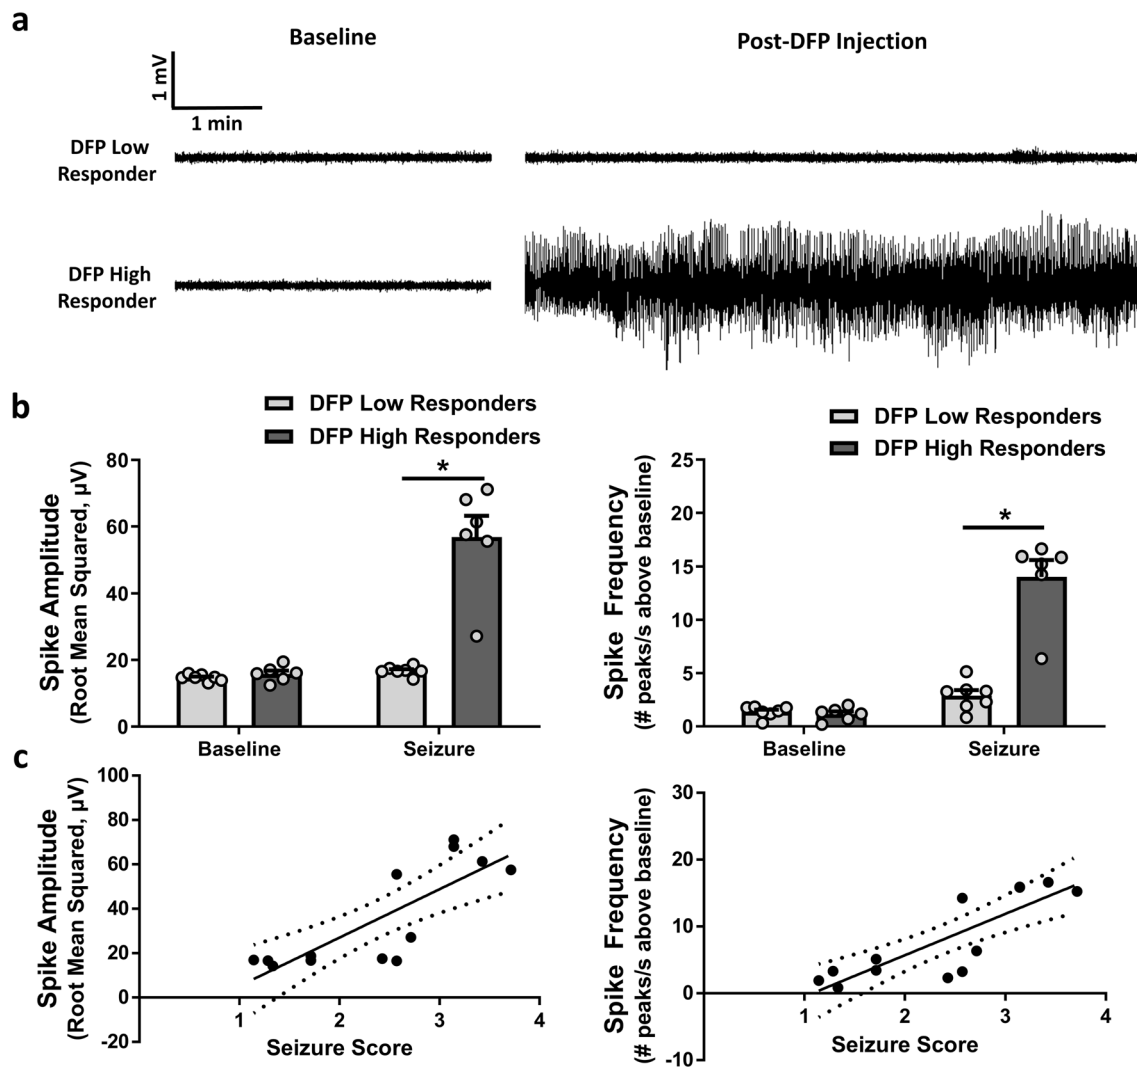 a
Baseline
Post-DFP Injection
1 mV
1 min
DFP Low
Responder
DFP High
Responder
b
DFP Low Responders
DFP High Responders
Spike Amplitude
(Root Mean Squared, µV)
80
60
40
20
0
Baseline
Seizure
*
DFP Low Responders
DFP High Responders
Spike Frequency
(# peaks/s above baseline)
25
20
15
10
5
0
Baseline
Seizure
*
c
Spike Amplitude
(Root Mean Squared, µV)
100
80
60
40
20
0
-20
1 2 3 4
Seizure Score
Spike Frequency
(# peaks/s above baseline)
30
20
10
0
-10
1 2 3 4
Seizure Score